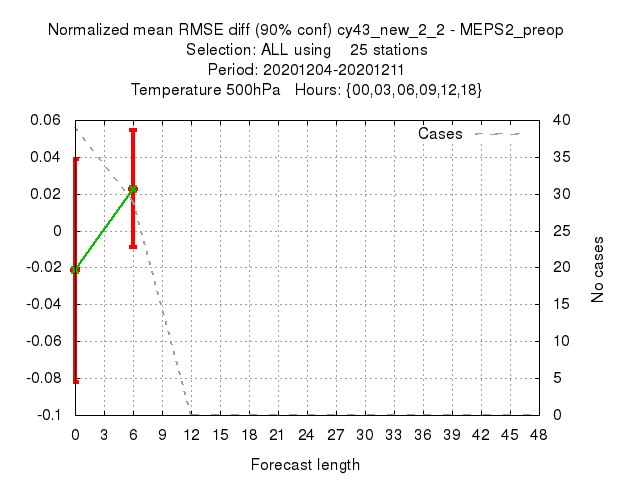 Normalized mean RMSE diff (90% conf) cy43_new_2_2 - MEPS2_preop
Selection: ALL using 25 stations
Period: 20201204-20201211
Temperature 500hPa Hours: {00,03,06,09,12,18}
Cases
0.06
0.04
0.02
0
-0.02
-0.04
-0.06
-0.08
-0.1
40
35
30
25
20
15
10
5
0
No cases
0 3 6 9 12 15 18 21 24 27 30 33 36 39 42 45 48
Forecast length